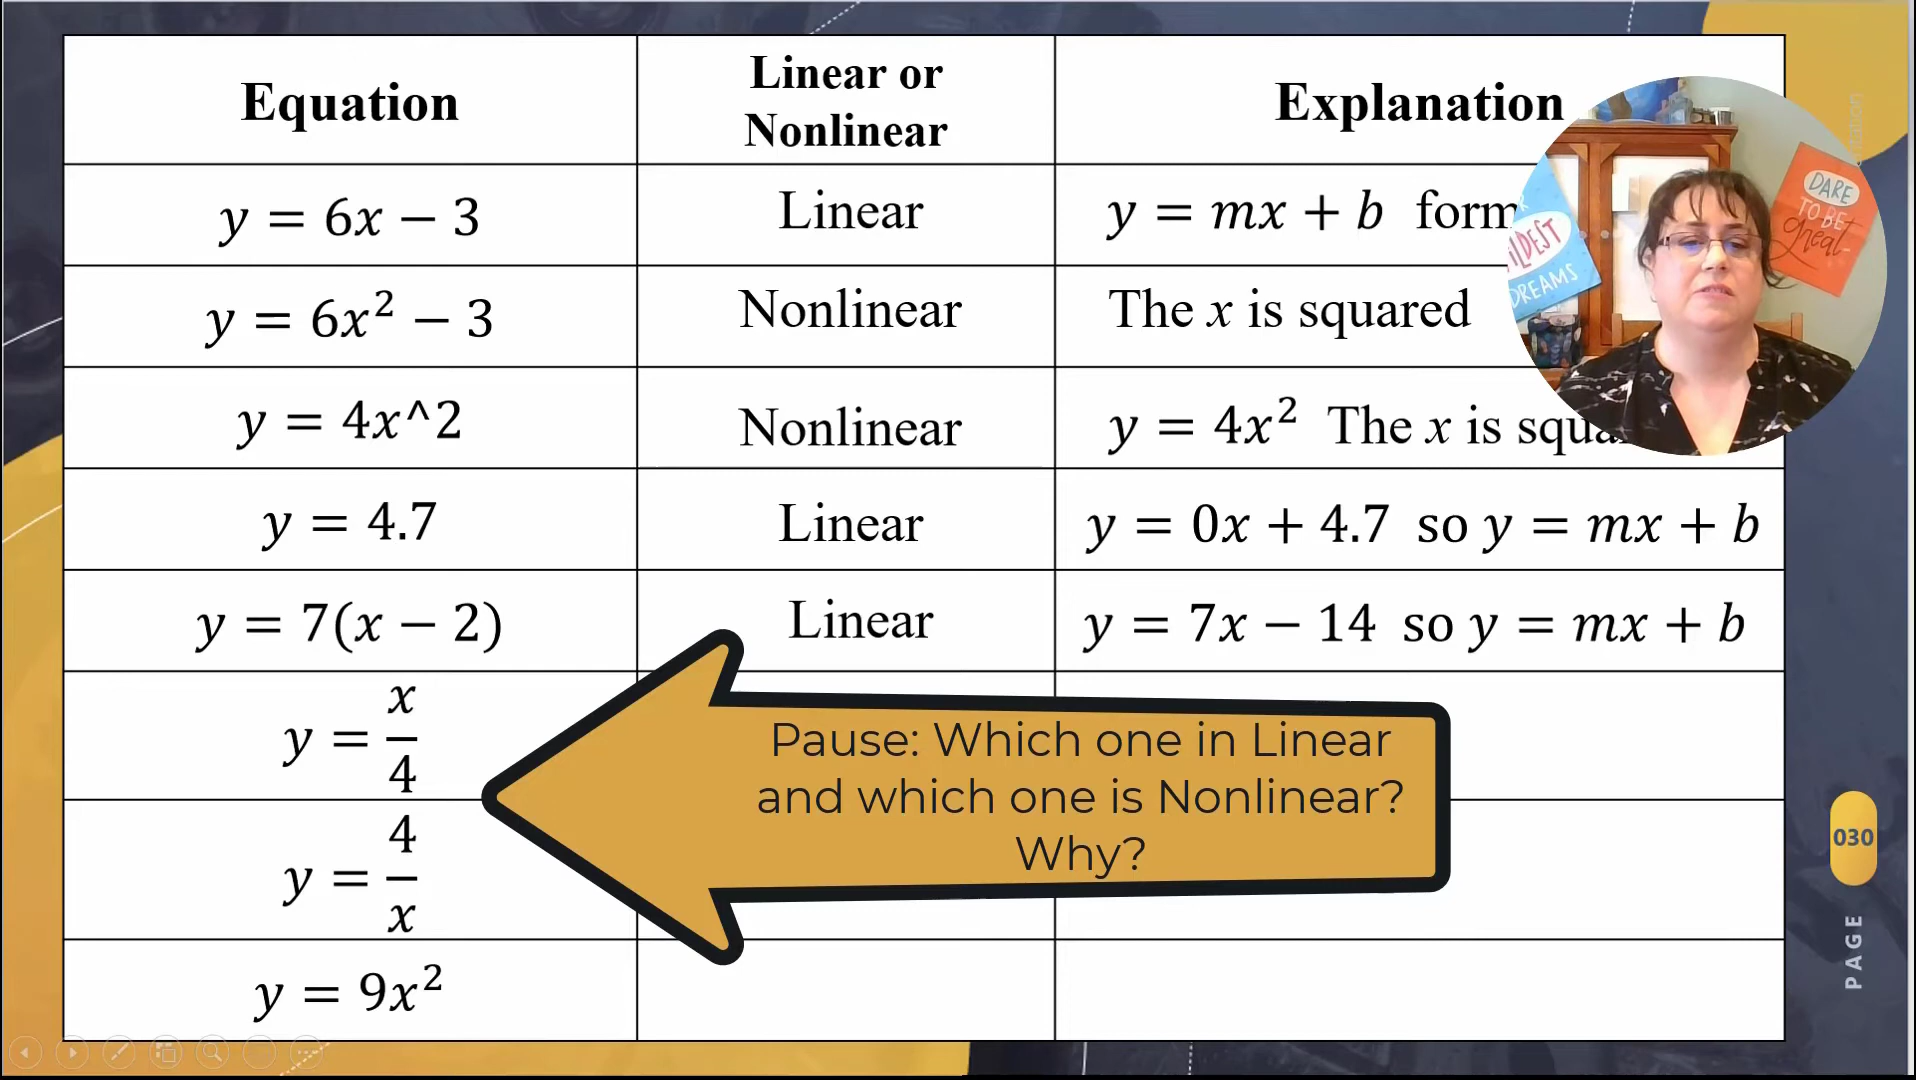 Equation
Linear or
Nonlinear
Explanation
y = 6x − 3
Linear
y = mx + b form
y = 6x² − 3
Nonlinear
The x is squared
y = 4x^2
Nonlinear
y = 4x² The x is squa
y = 4.7
Linear
y = 0x + 4.7 so y = mx + b
y = 7(x − 2)
Linear
y = 7x − 14 so y = mx + b
y = x/4
y = 4/x
y = 9x²
Pause: Which one in Linear
and which one is Nonlinear?
Why?
DREAMS
DARE
TO BE
great
030
PAGE